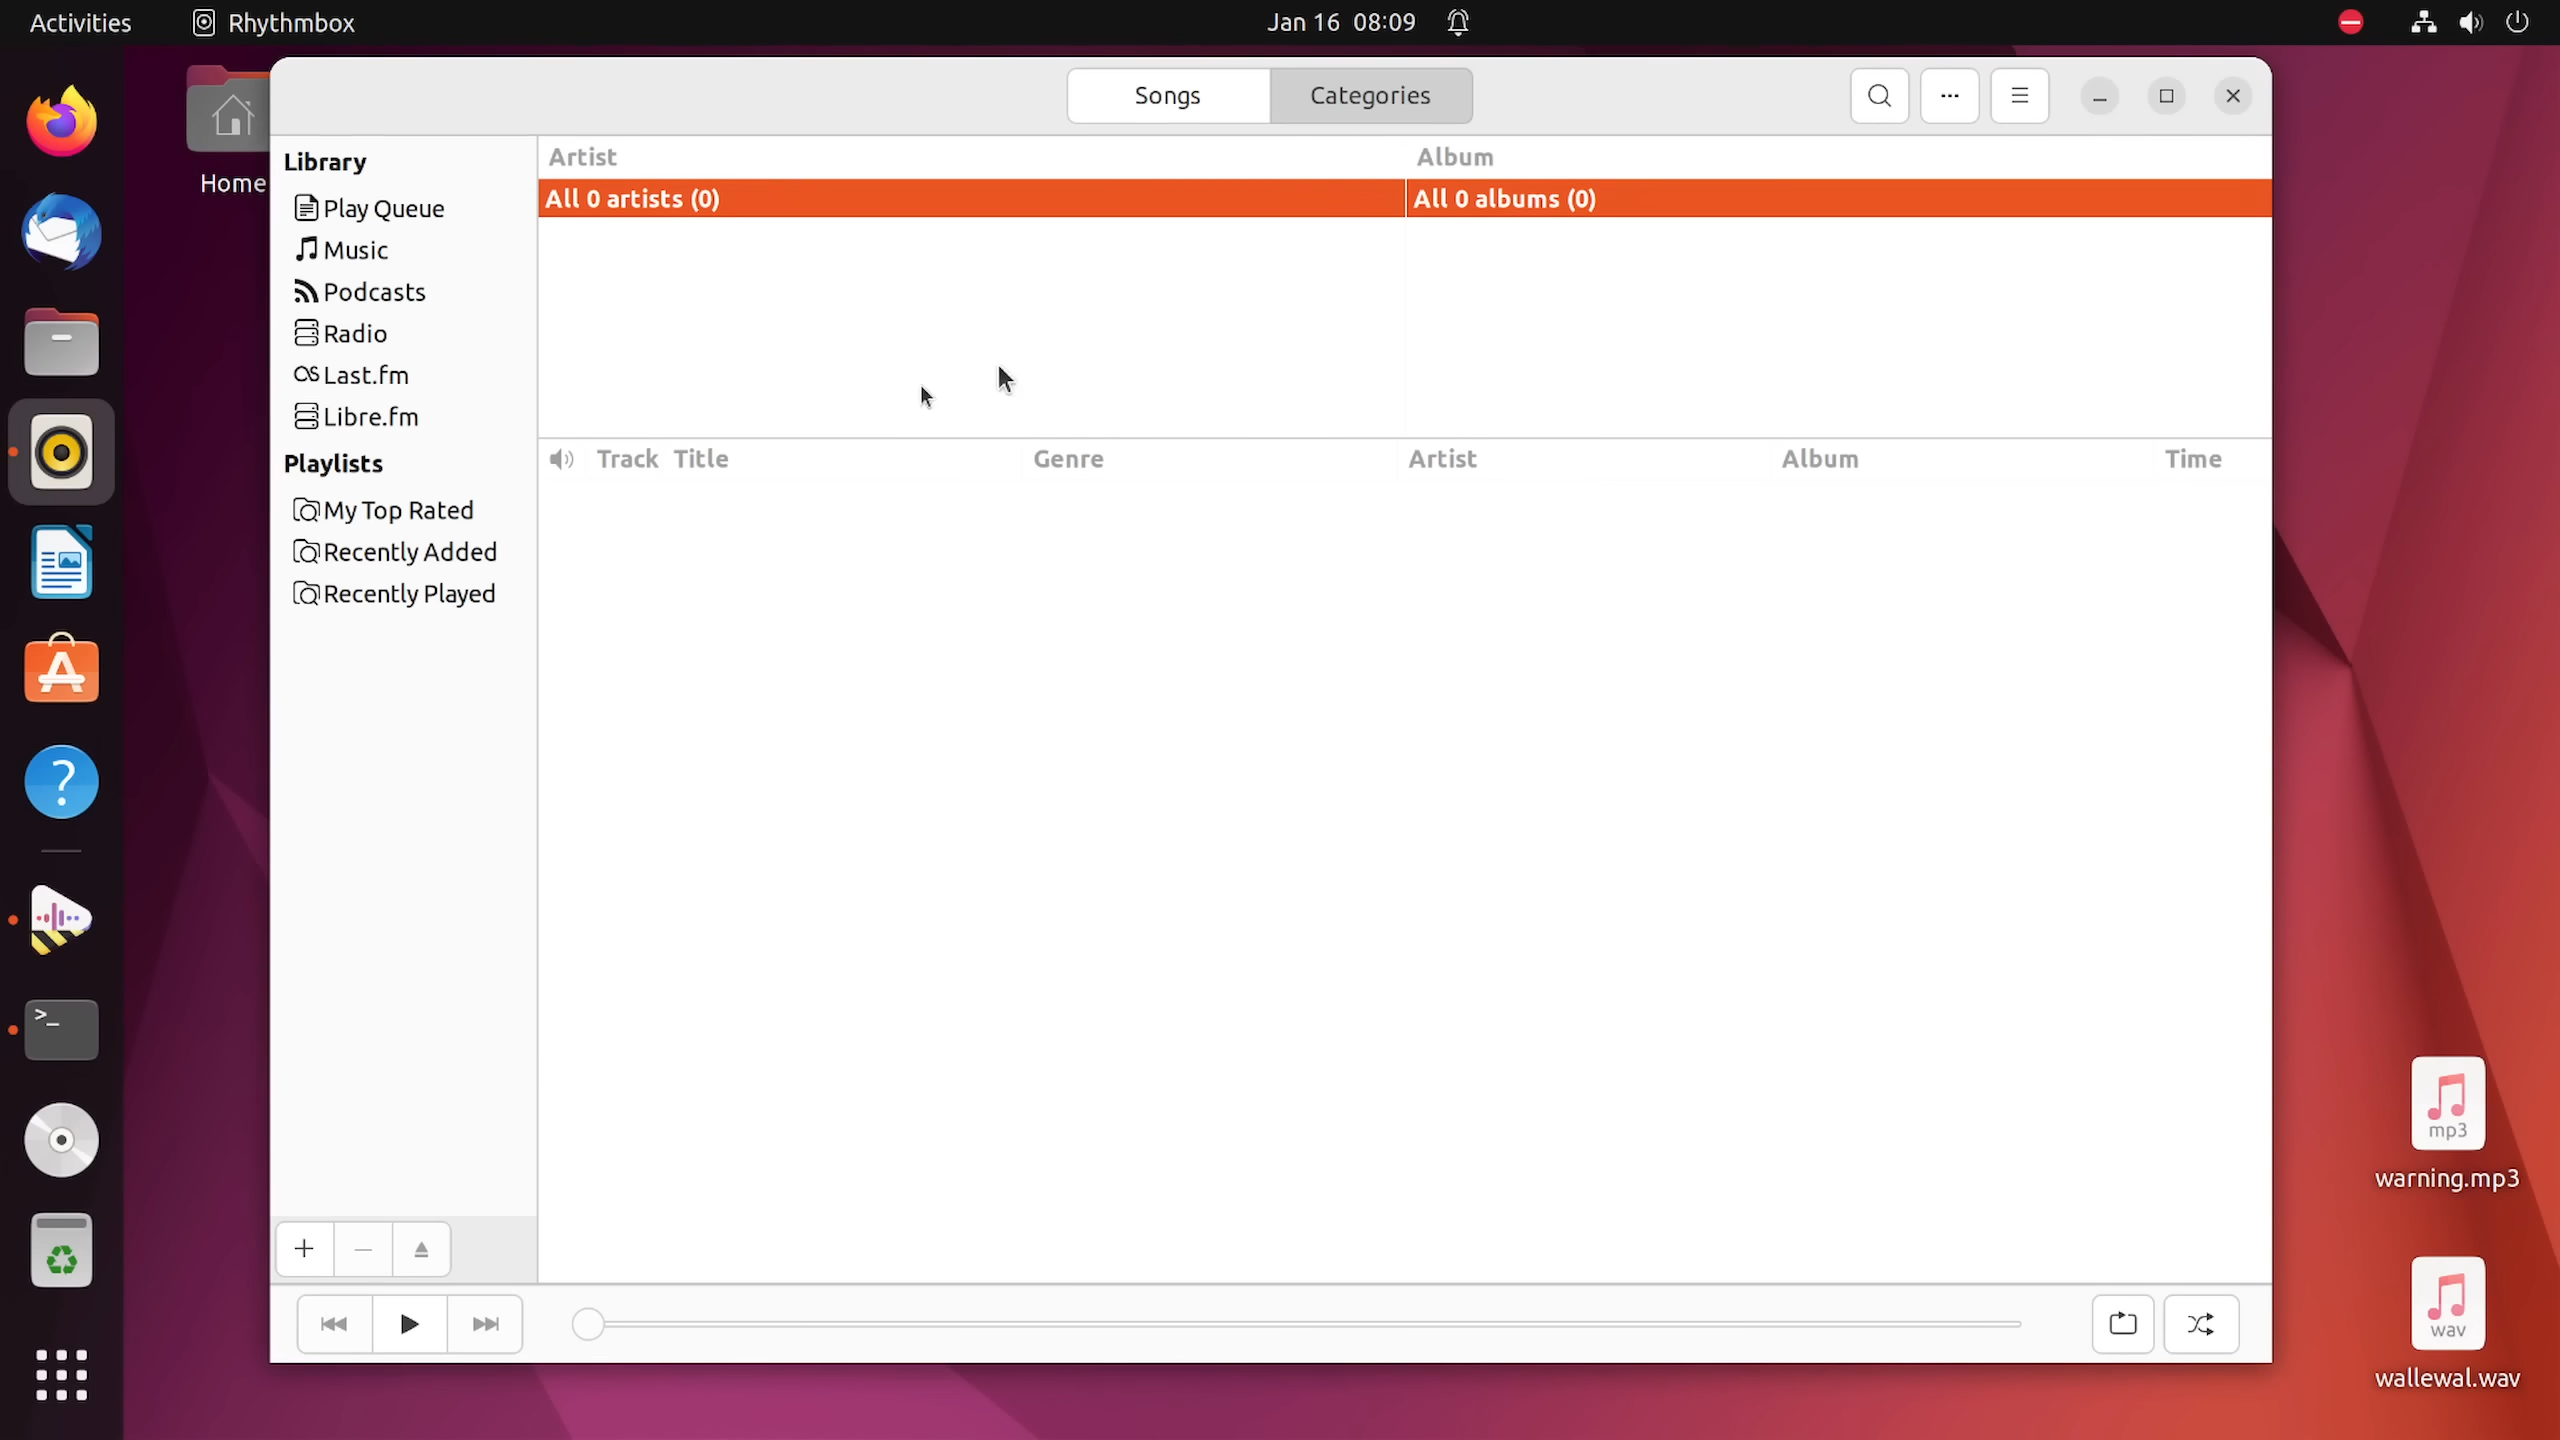 Activities
Rhythmbox
Jan 16 08:09
Home
Songs
Categories
Library
Play Queue
Music
Podcasts
Radio
Last.fm
Libre.fm
Playlists
My Top Rated
Recently Added
Recently Played
Artist
Album
All 0 artists (0)
All 0 albums (0)
Track Title Genre Artist Album Time
mp3
warning.mp3
wav
wallewal.wav